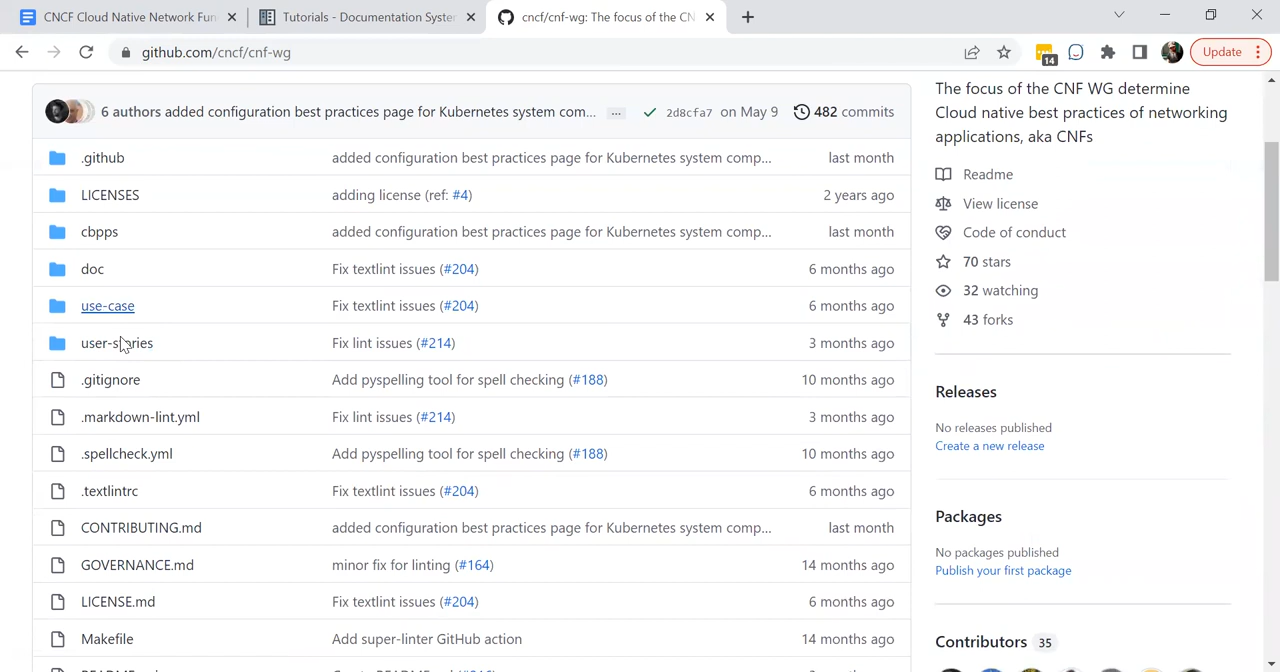 CNCF Cloud Native Network Fun
Tutorials - Documentation System
cncf/cnf-wg: The focus of the CN
github.com/cncf/cnf-wg
14
Update
6 authors added configuration best practices page for Kubernetes system com... ... 2d8cfa7 on May 9 482 commits
.github added configuration best practices page for Kubernetes system comp... last month
LICENSES adding license (ref: #4) 2 years ago
cbpps added configuration best practices page for Kubernetes system comp... last month
doc Fix textlint issues (#204) 6 months ago
use-case Fix textlint issues (#204) 6 months ago
user-stories Fix lint issues (#214) 3 months ago
.gitignore Add pyspelling tool for spell checking (#188) 10 months ago
.markdown-lint.yml Fix lint issues (#214) 3 months ago
.spellcheck.yml Add pyspelling tool for spell checking (#188) 10 months ago
.textlintrc Fix textlint issues (#204) 6 months ago
CONTRIBUTING.md added configuration best practices page for Kubernetes system comp... last month
GOVERNANCE.md minor fix for linting (#164) 14 months ago
LICENSE.md Fix textlint issues (#204) 6 months ago
Makefile Add super-linter GitHub action 14 months ago
The focus of the CNF WG determine
Cloud native best practices of networking
applications, aka CNFs
Readme
View license
Code of conduct
70 stars
32 watching
43 forks
Releases
No releases published
Create a new release
Packages
No packages published
Publish your first package
Contributors 35